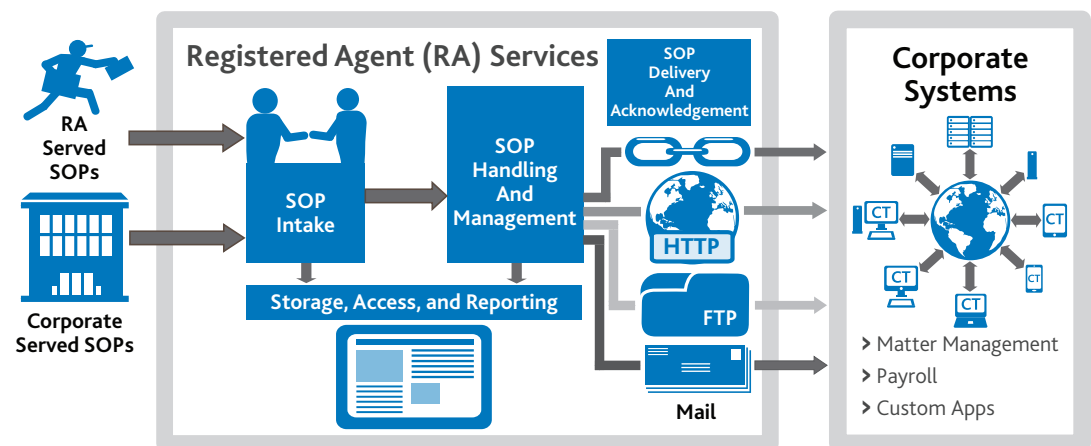 Registered Agent (RA) Services
RA
Served
SOPs
Corporate
Served SOPs
SOP
Intake
SOP
Handling
And
Management
Storage, Access, and Reporting
SOP
Delivery
And
Acknowledgement
HTTP
FTP
Mail
Corporate
Systems
CT
CT
CT
CT
CT
> Matter Management
> Payroll
> Custom Apps